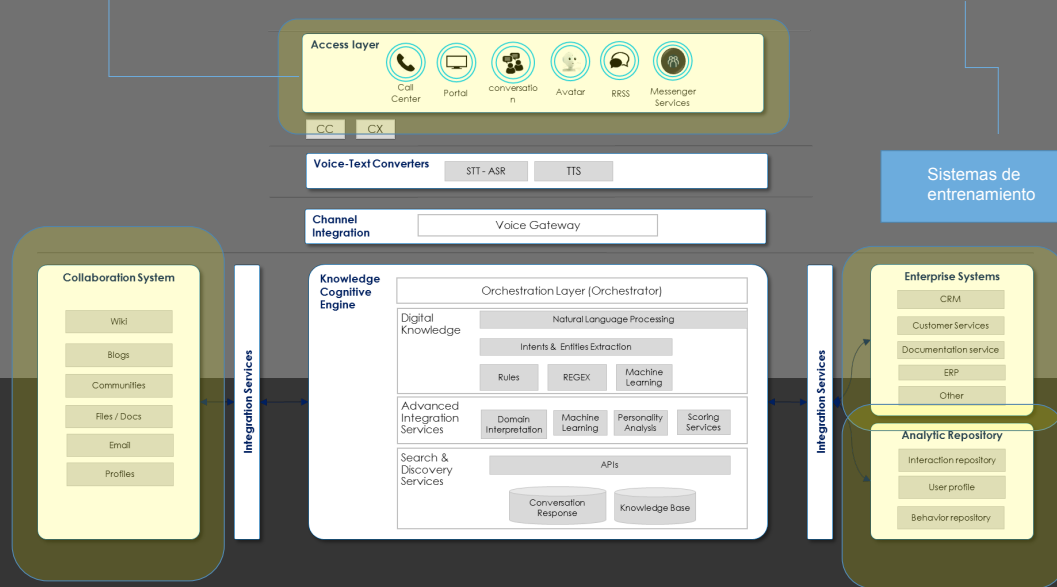 Access layer
Call
Center
Portal
conversatio
n
Avatar
RRSS
Messenger
Services
CC
CX
Voice-Text Converters
STT - ASR
TTS
Sistemas de
entrenamiento
Channel
Integration
Voice Gateway
Collaboration System
Wiki
Blogs
Communities
Files / Docs
Email
Profiles
Integration Services
Knowledge
Cognitive
Engine
Orchestration Layer (Orchestrator)
Digital
Knowledge
Natural Language Processing
Intents & Entities Extraction
Rules
REGEX
Machine
Learning
Advanced
Integration
Services
Domain
Interpretation
Machine
Learning
Personality
Analysis
Scoring
Services
Search &
Discovery
Services
APIs
Conversation
Response
Knowledge Base
Integration Services
Enterprise Systems
CRM
Customer Services
Documentation service
ERP
Other
Analytic Repository
Interaction repository
User profile
Behavior repository